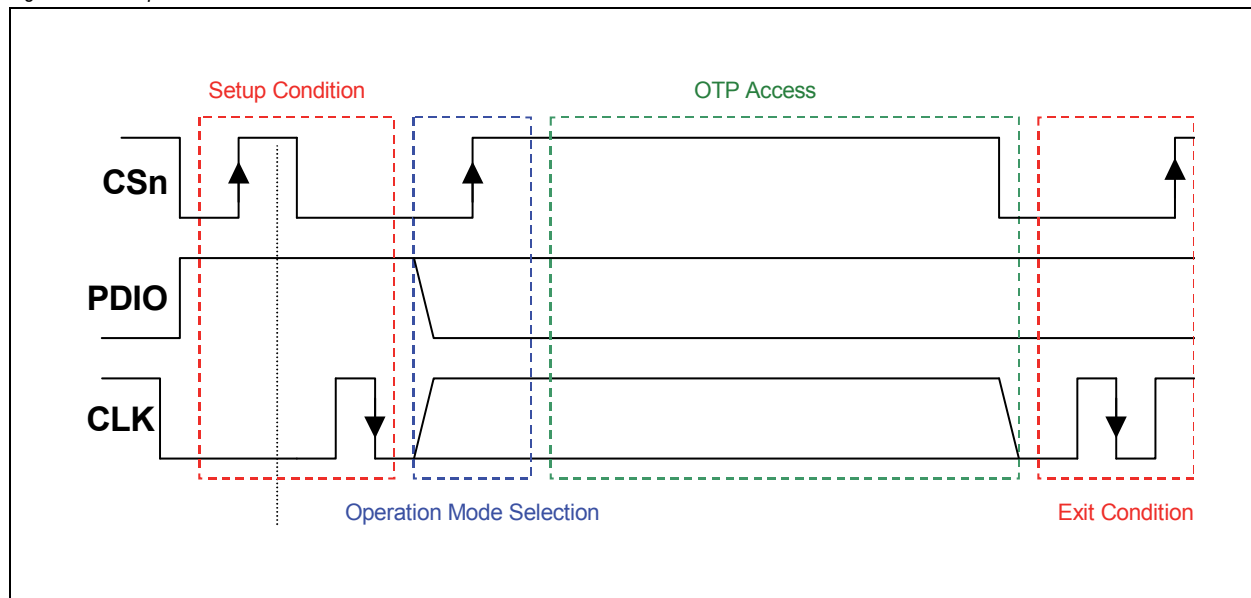 Setup Condition
OTP Access
CSn
PDIO
CLK
Operation Mode Selection
Exit Condition